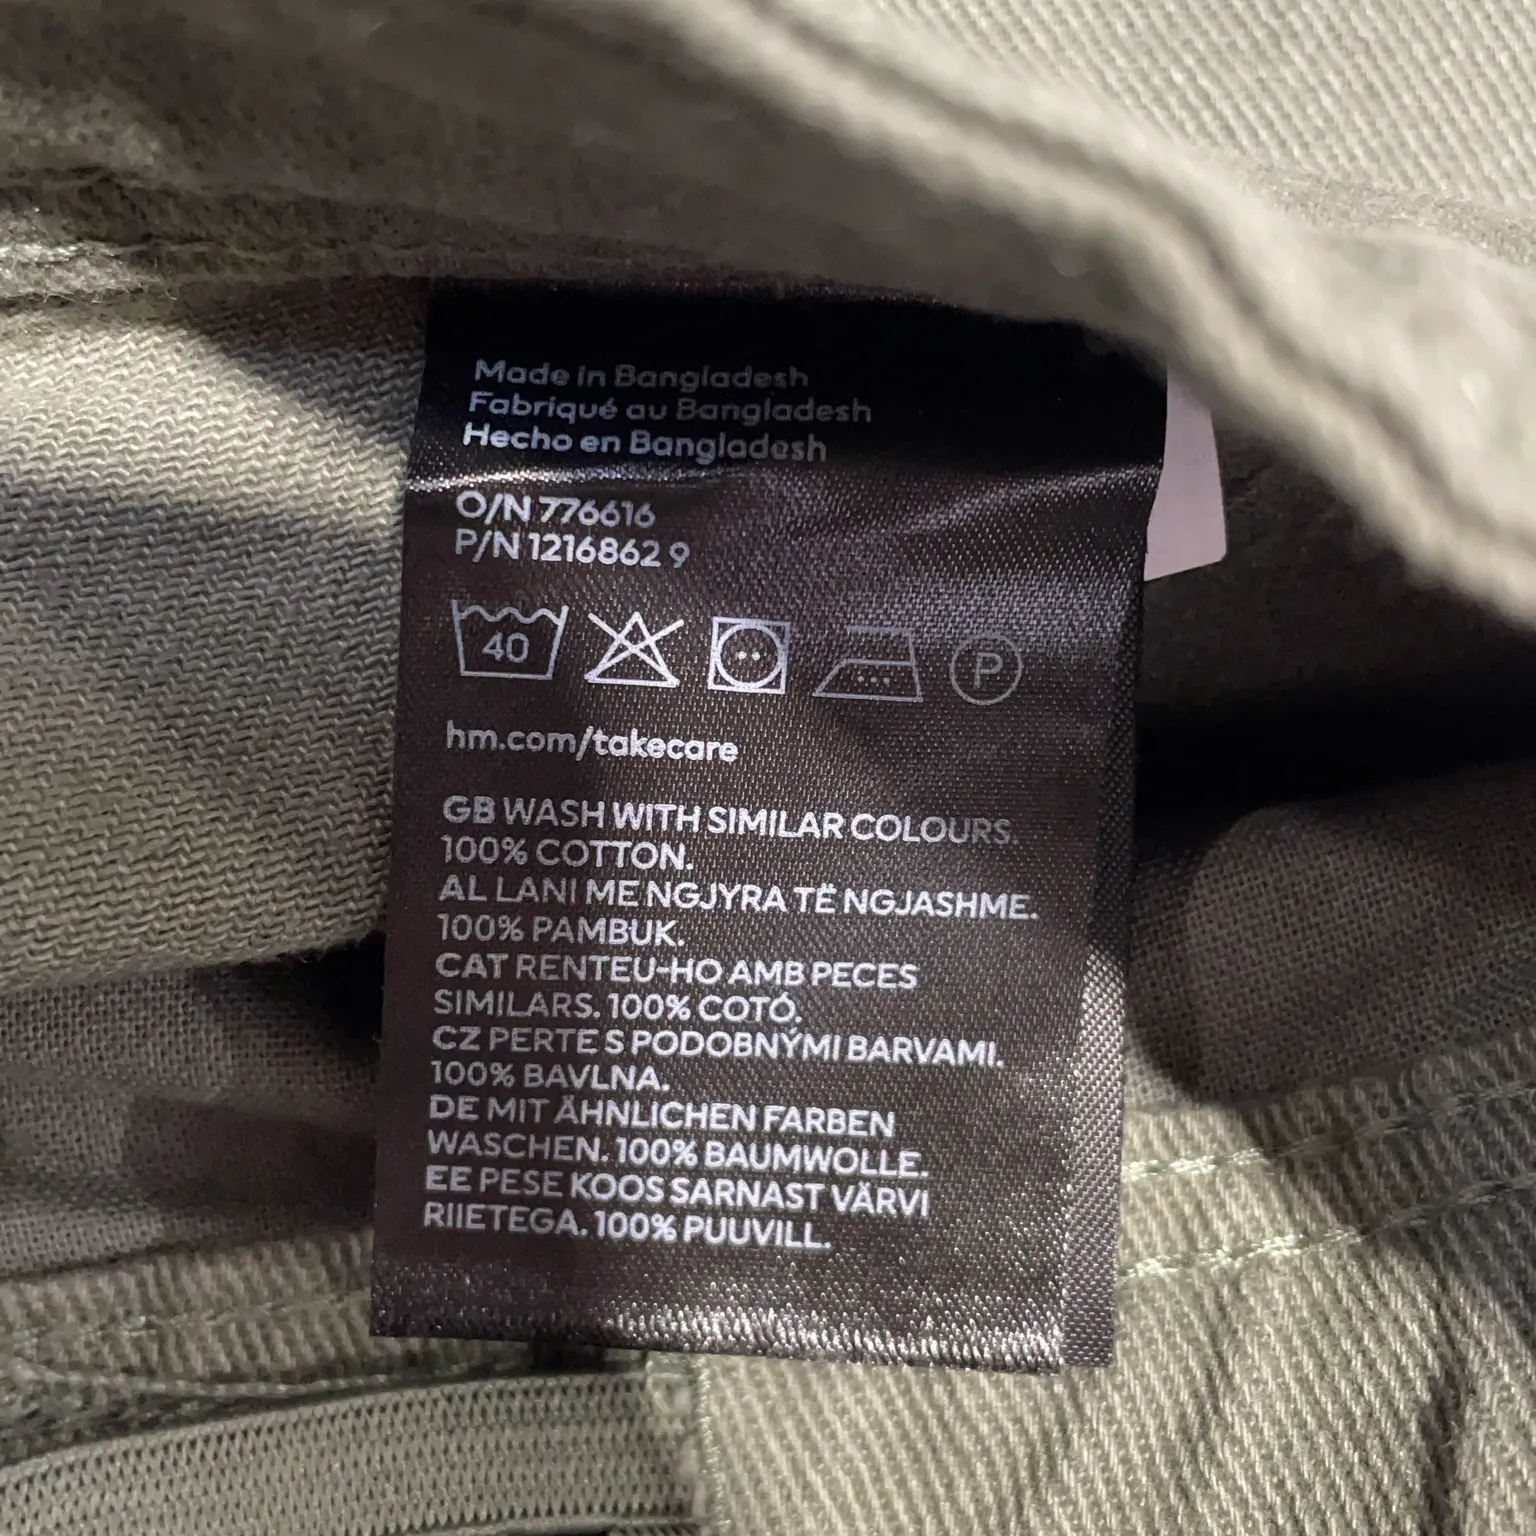 Made in Bangladesh
Fabriqué au Bangladesh
Hecho en Bangladesh
O/N 776616
P/N 1216862 9
40 P
hm.com/takecare
GB WASH WITH SIMILAR COLOURS.
100% COTTON.
AL LANI ME NGJYRA TË NGJASHME.
100% PAMBUK.
CAT RENTEU-HO AMB PECES
SIMILARS. 100% COTÓ.
CZ PERTE S PODOBNÝMI BARVAMI.
100% BAVLNA.
DE MIT ÄHNLICHEN FARBEN
WASCHEN. 100% BAUMWOLLE.
EE PESE KOOS SARNAST VÄRVI
RIIETEGA. 100% PUUVILL.